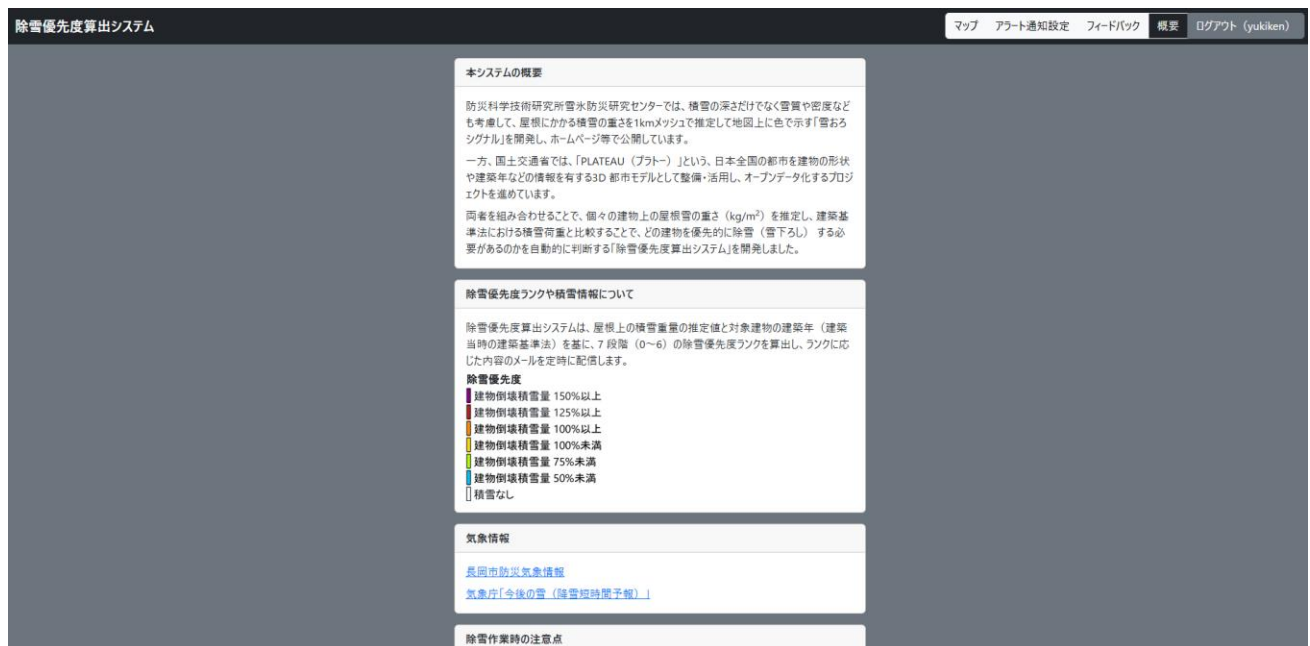 除雪優先度算出システム
マップ アラート通知設定 フィードバック 概要 ログアウト（yukiken）
本システムの概要
防災科学技術研究所雪氷防災研究センターでは、積雪の深さだけでなく雪質や密度など
も考慮して、屋根にかかる積雪の重さを1kmメッシュで推定して地図上に色で示す「雪おろ
シグナル」を開発し、ホームページ等で公開しています。
一方、国土交通省では、「PLATEAU（プラトー）」という、日本全国の都市を建物の形状
や建築年などの情報を有する3D 都市モデルとして整備・活用し、オープンデータ化するプロジ
ェクトを進めています。
両者を組み合わせることで、個々の建物上の屋根雪の重さ（kg/m²）を推定し、建築基
準法における積雪荷重と比較することで、どの建物を優先的に除雪（雪下ろし） する必
要があるのかを自動的に判断する「除雪優先度算出システム」を開発しました。
除雪優先度ランクや積雪情報について
除雪優先度算出システムは、屋根上の積雪重量の推定値と対象建物の建築年（建築
当時の建築基準法）を基に、7 段階（0～6）の除雪優先度ランクを算出し、ランクに応
じた内容のメールを定時に配信します。
除雪優先度
建物倒壊積雪量 150%以上
建物倒壊積雪量 125%以上
建物倒壊積雪量 100%以上
建物倒壊積雪量 100%未満
建物倒壊積雪量 75%未満
建物倒壊積雪量 50%未満
積雪なし
気象情報
長岡市防災気象情報
気象庁「今後の雪（降雪短時間予報）」
除雪作業時の注意点